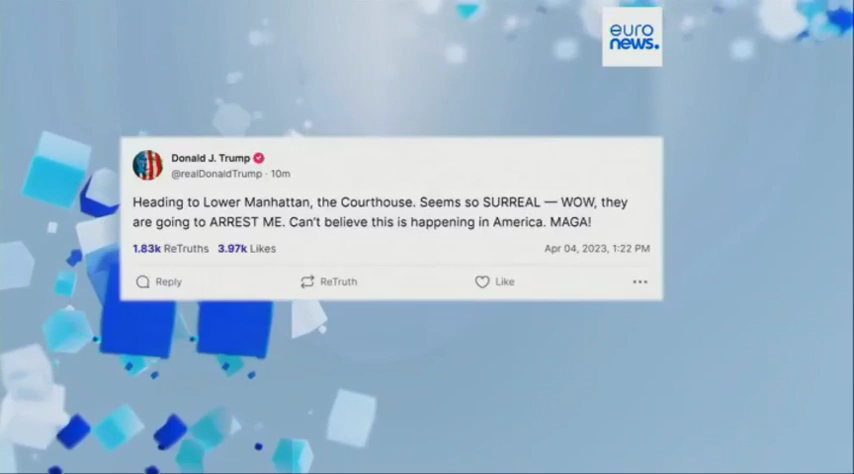 euro
news.
Donald J. Trump
@realDonaldTrump · 10m
Heading to Lower Manhattan, the Courthouse. Seems so SURREAL — WOW, they
are going to ARREST ME. Can't believe this is happening in America. MAGA!
1.83k ReTruths 3.97k Likes Apr 04, 2023, 1:22 PM
Reply ReTruth Like